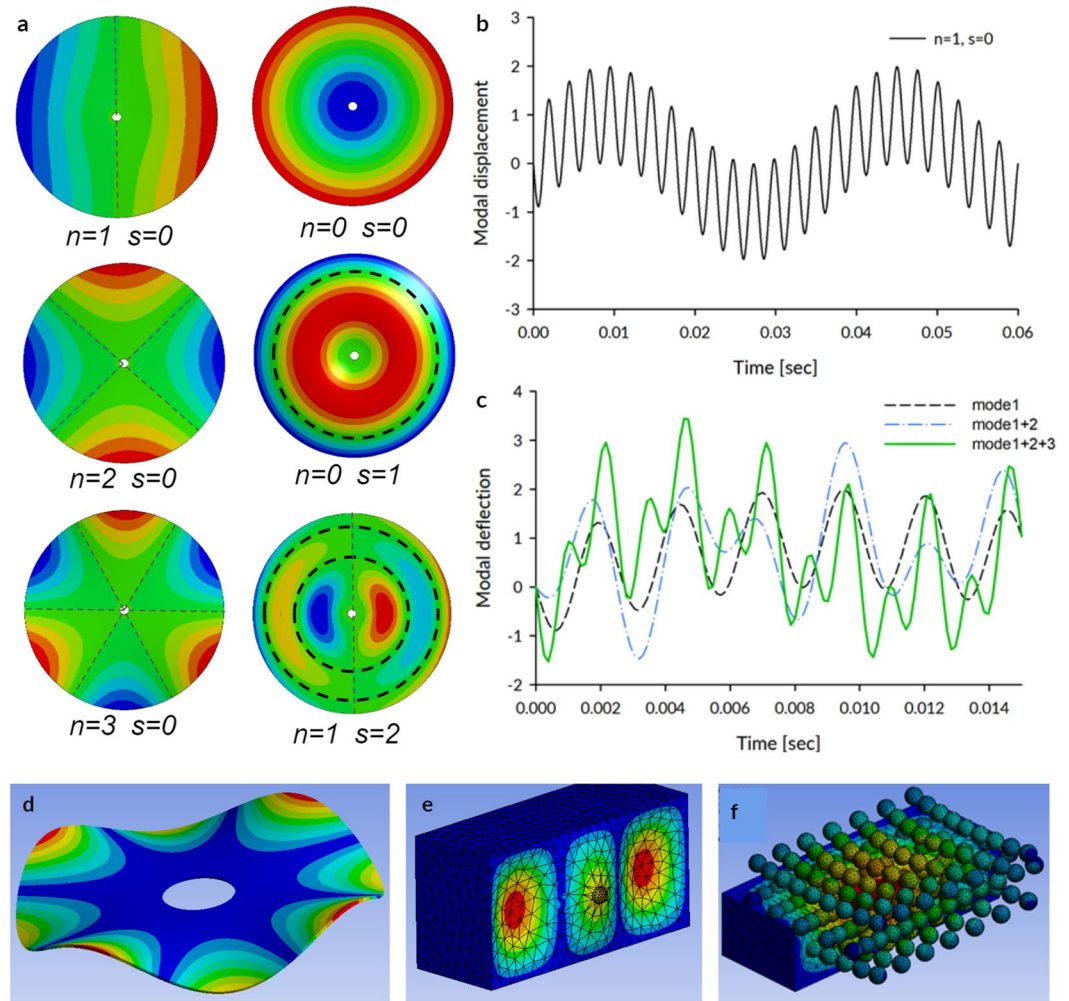 a
n=1 s=0
n=0 s=0
n=2 s=0
n=0 s=1
n=3 s=0
n=1 s=2
b
n=1, s=0
Modal displacement
3
2
1
0
-1
-2
-3
0.00 0.01 0.02 0.03 0.04 0.05 0.06
Time [sec]
c
mode1
mode1+2
mode1+2+3
Modal deflection
4
3
2
1
0
-1
-2
0.000 0.002 0.004 0.006 0.008 0.010 0.012 0.014
Time [sec]
d
e
f